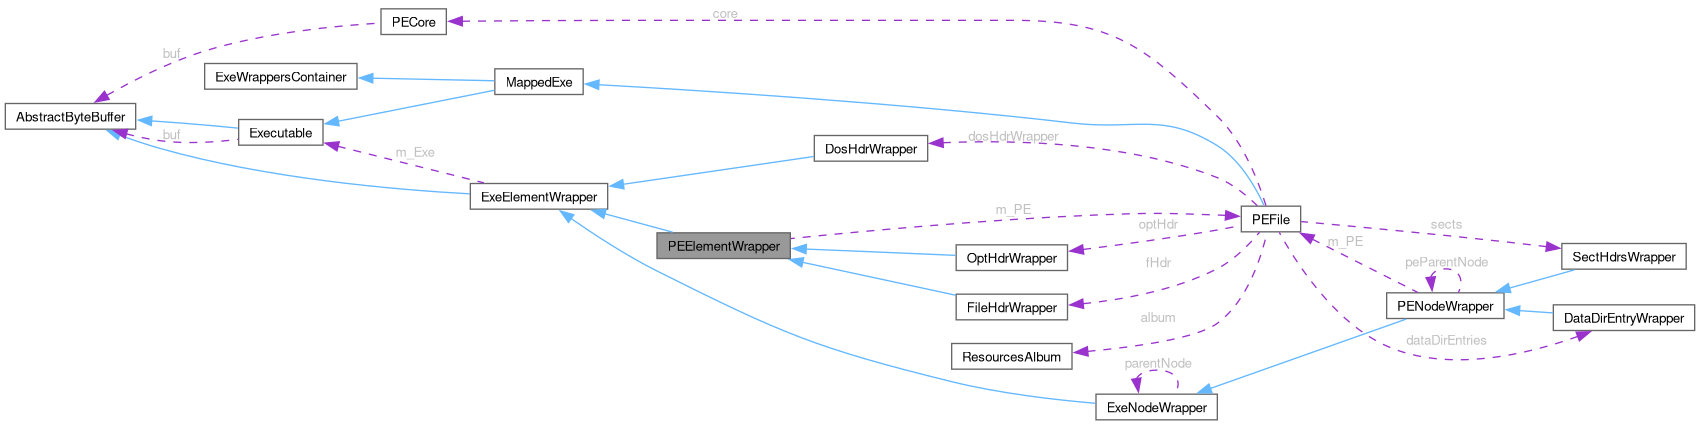 core
PECore
buf
ExeWrappersContainer
MappedExe
AbstractByteBuffer
Executable
buf
dosHdrWrapper
DosHdrWrapper
m_Exe
ExeElementWrapper
m_PE
PEFile
optHdr
sects
m_PE
PEElementWrapper
OptHdrWrapper
SectHdrsWrapper
fHdr
peParentNode
FileHdrWrapper
PENodeWrapper
album
DataDirEntryWrapper
dataDirEntries
ResourcesAlbum
parentNode
ExeNodeWrapper